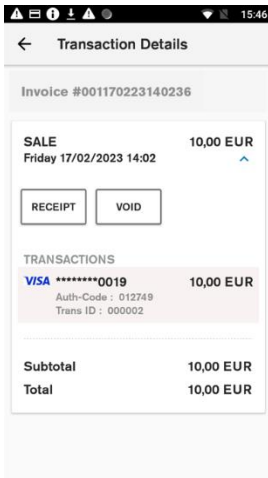 15:46
Transaction Details
Invoice #001170223140236
SALE 10,00 EUR
Friday 17/02/2023 14:02
RECEIPT VOID
TRANSACTIONS
VISA ********0019 10,00 EUR
Auth-Code : 012749
Trans ID : 000002
Subtotal 10,00 EUR
Total 10,00 EUR